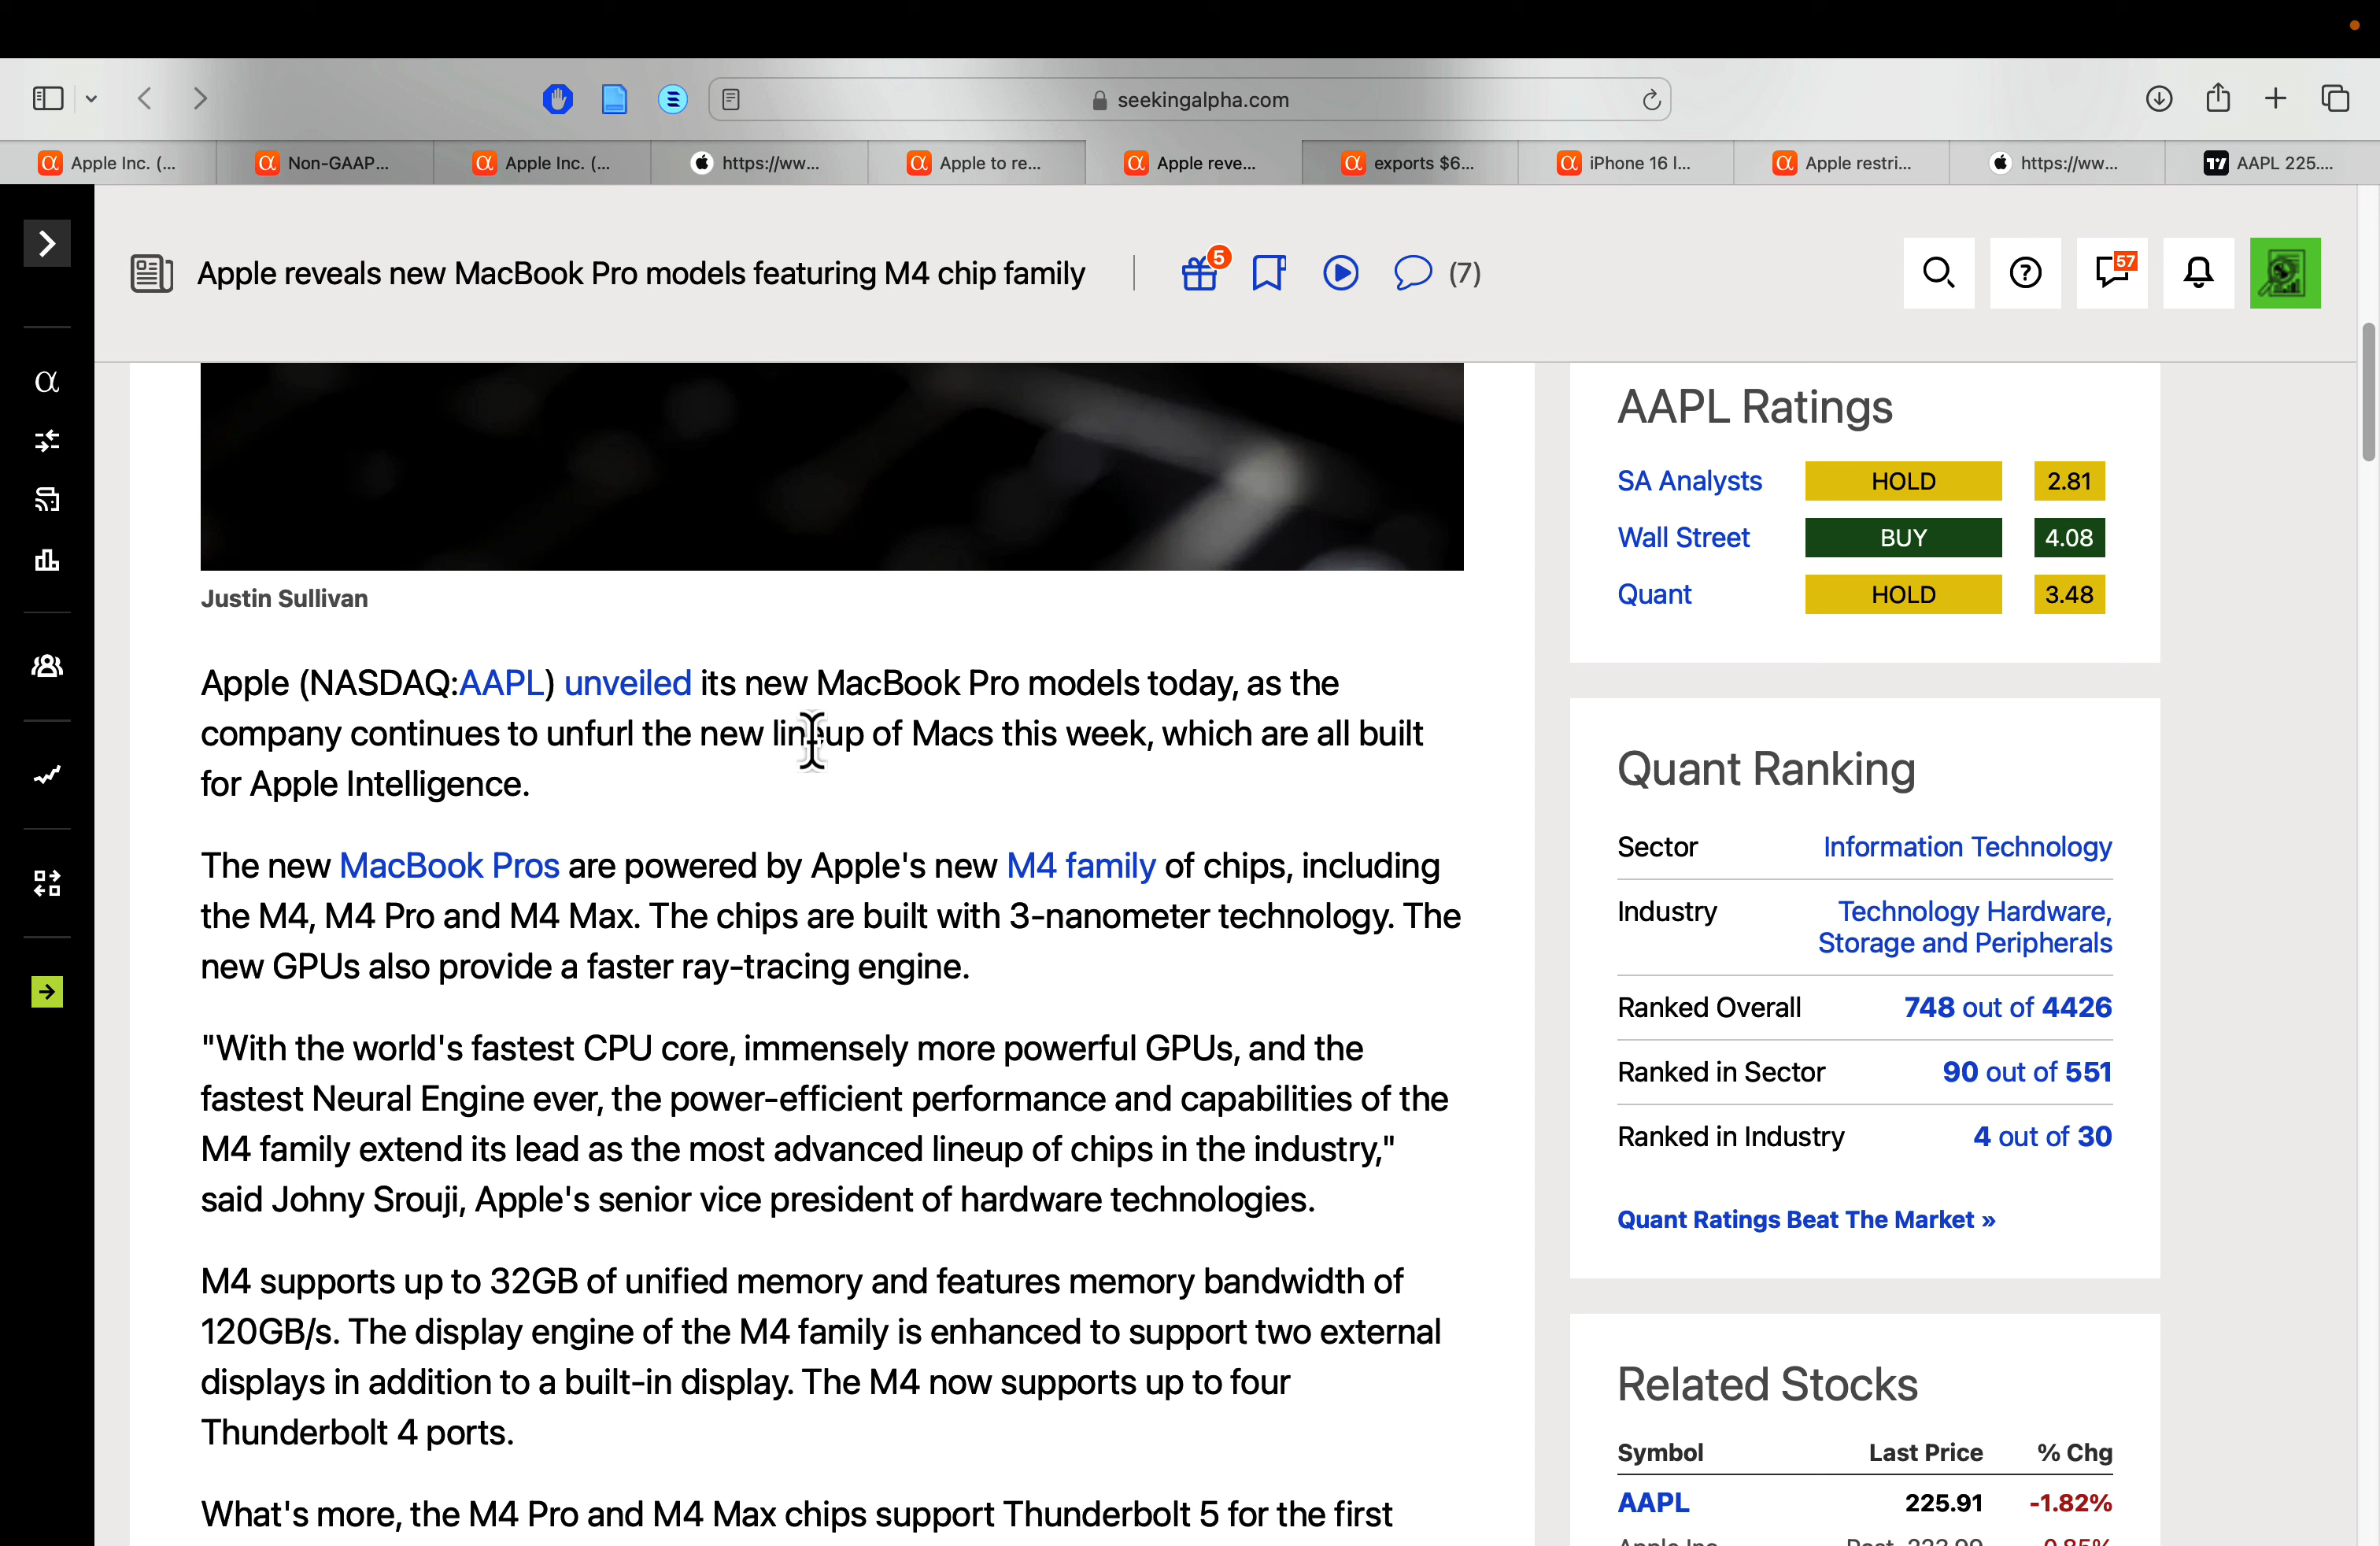 seekingalpha.com
Apple Inc. (...
Non-GAAP...
Apple Inc. (...
https://ww...
Apple to re...
Apple reve...
exports $6...
iPhone 16 l...
Apple restri...
https://ww...
AAPL 225....
Apple reveals new MacBook Pro models featuring M4 chip family
5
(7)
57
Justin Sullivan
Apple (NASDAQ:AAPL) unveiled its new MacBook Pro models today, as the
company continues to unfurl the new lineup of Macs this week, which are all built
for Apple Intelligence.
The new MacBook Pros are powered by Apple's new M4 family of chips, including
the M4, M4 Pro and M4 Max. The chips are built with 3-nanometer technology. The
new GPUs also provide a faster ray-tracing engine.
"With the world's fastest CPU core, immensely more powerful GPUs, and the
fastest Neural Engine ever, the power-efficient performance and capabilities of the
M4 family extend its lead as the most advanced lineup of chips in the industry,"
said Johny Srouji, Apple's senior vice president of hardware technologies.
M4 supports up to 32GB of unified memory and features memory bandwidth of
120GB/s. The display engine of the M4 family is enhanced to support two external
displays in addition to a built-in display. The M4 now supports up to four
Thunderbolt 4 ports.
What's more, the M4 Pro and M4 Max chips support Thunderbolt 5 for the first
AAPL Ratings
SA Analysts HOLD 2.81
Wall Street BUY 4.08
Quant HOLD 3.48
Quant Ranking
Sector Information Technology
Industry Technology Hardware,
Storage and Peripherals
Ranked Overall 748 out of 4426
Ranked in Sector 90 out of 551
Ranked in Industry 4 out of 30
Quant Ratings Beat The Market »
Related Stocks
Symbol Last Price % Chg
AAPL 225.91 -1.82%